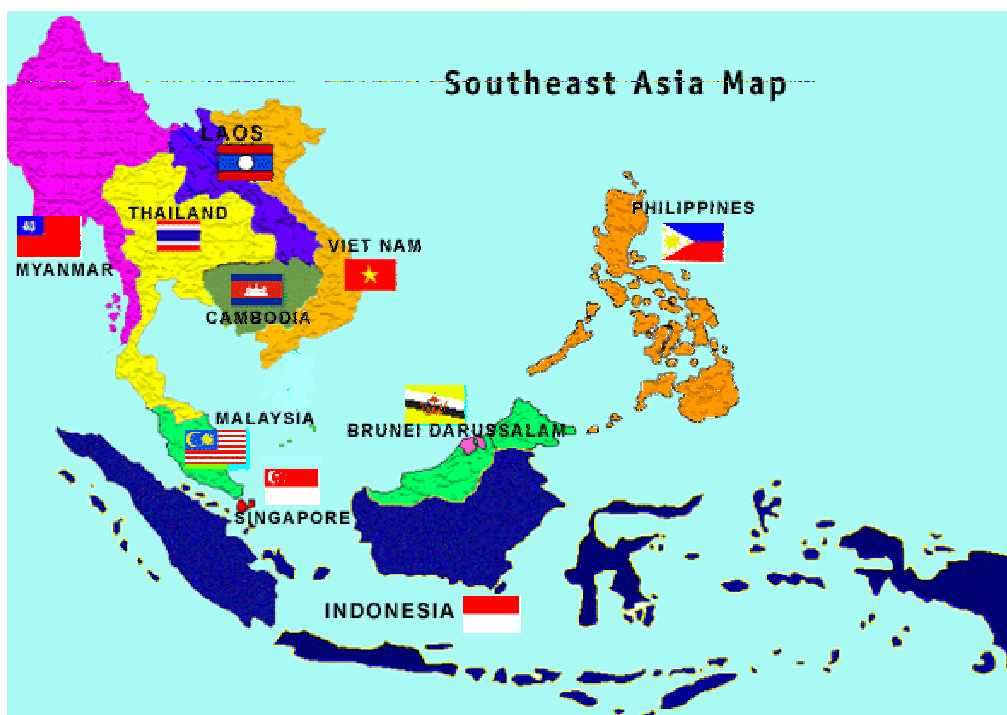 Southeast Asia Map
LAOS
THAILAND
PHILIPPINES
VIET NAM
MYANMAR
CAMBODIA
MALAYSIA
BRUNEI DARUSSALAM
SINGAPORE
INDONESIA